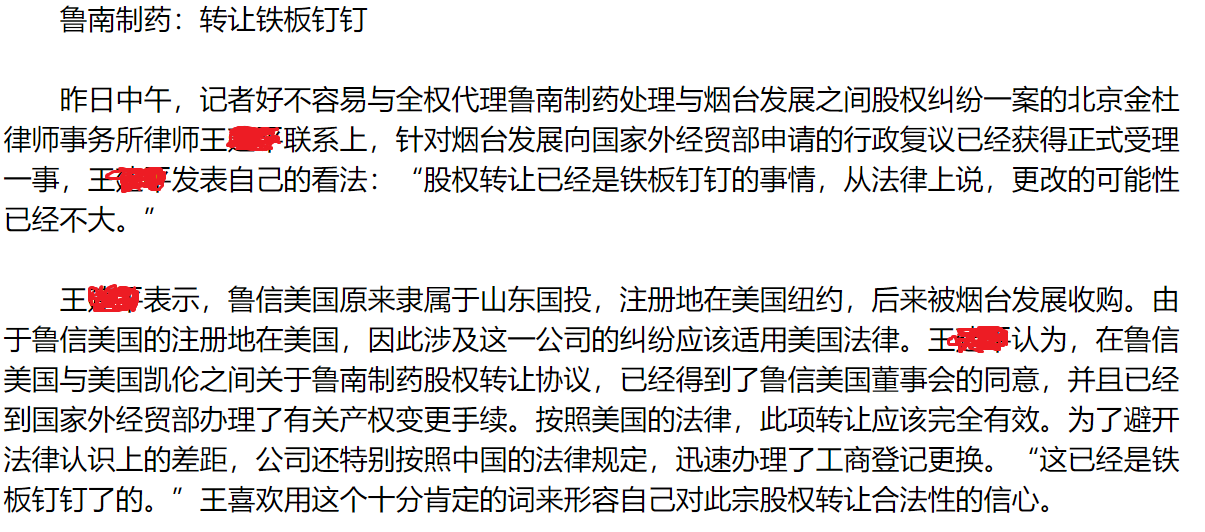 鲁南制药：转让铁板钉钉
昨日中午，记者好不容易与全权代理鲁南制药处理与烟台发展之间股权纠纷一案的北京金杜
律师事务所律师王联系上，针对烟台发展向国家外经贸部申请的行政复议已经获得正式受理
一事，王发表自己的看法：“股权转让已经是铁板钉钉的事情，从法律上说，更改的可能性
已经不大。”
王表示，鲁信美国原来隶属于山东国投，注册地在美国纽约，后来被烟台发展收购。由
于鲁信美国的注册地在美国，因此涉及这一公司的纠纷应该适用美国法律。王认为，在鲁信
美国与美国凯伦之间关于鲁南制药股权转让协议，已经得到了鲁信美国董事会的同意，并且已经
到国家外经贸部办理了有关产权变更手续。按照美国的法律，此项转让应该完全有效。为了避开
法律认识上的差距，公司还特别按照中国的法律规定，迅速办理了工商登记更换。“这已经是铁
板钉钉了的。”王喜欢用这个十分肯定的词来形容自己对此宗股权转让合法性的信心。